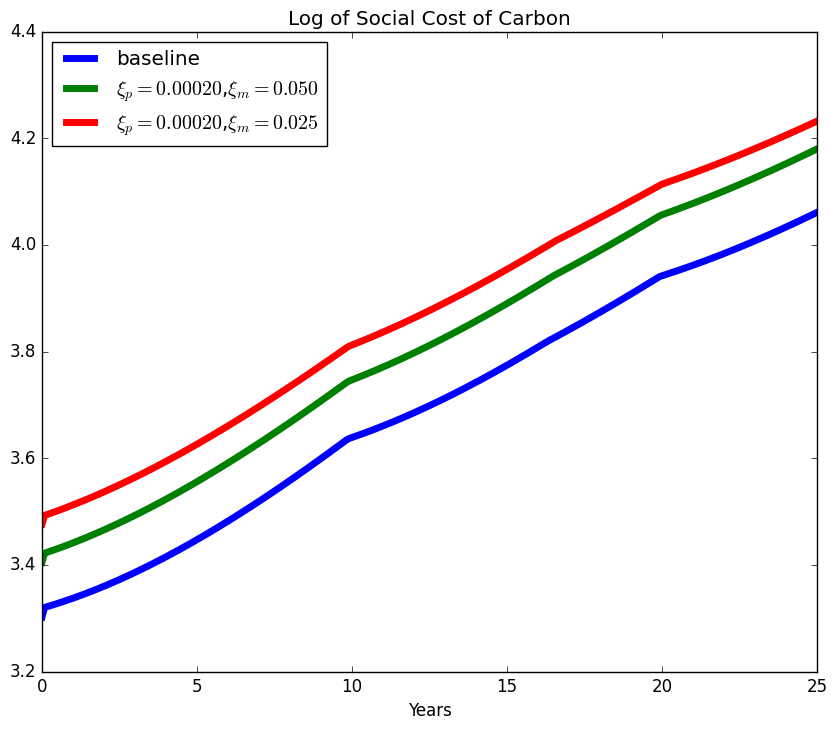 Log of Social Cost of Carbon
4.4
4.2
4.0
3.8
3.6
3.4
3.2
baseline
ξp = 0.00020,ξm = 0.050
ξp = 0.00020,ξm = 0.025
0 5 10 15 20 25
Years